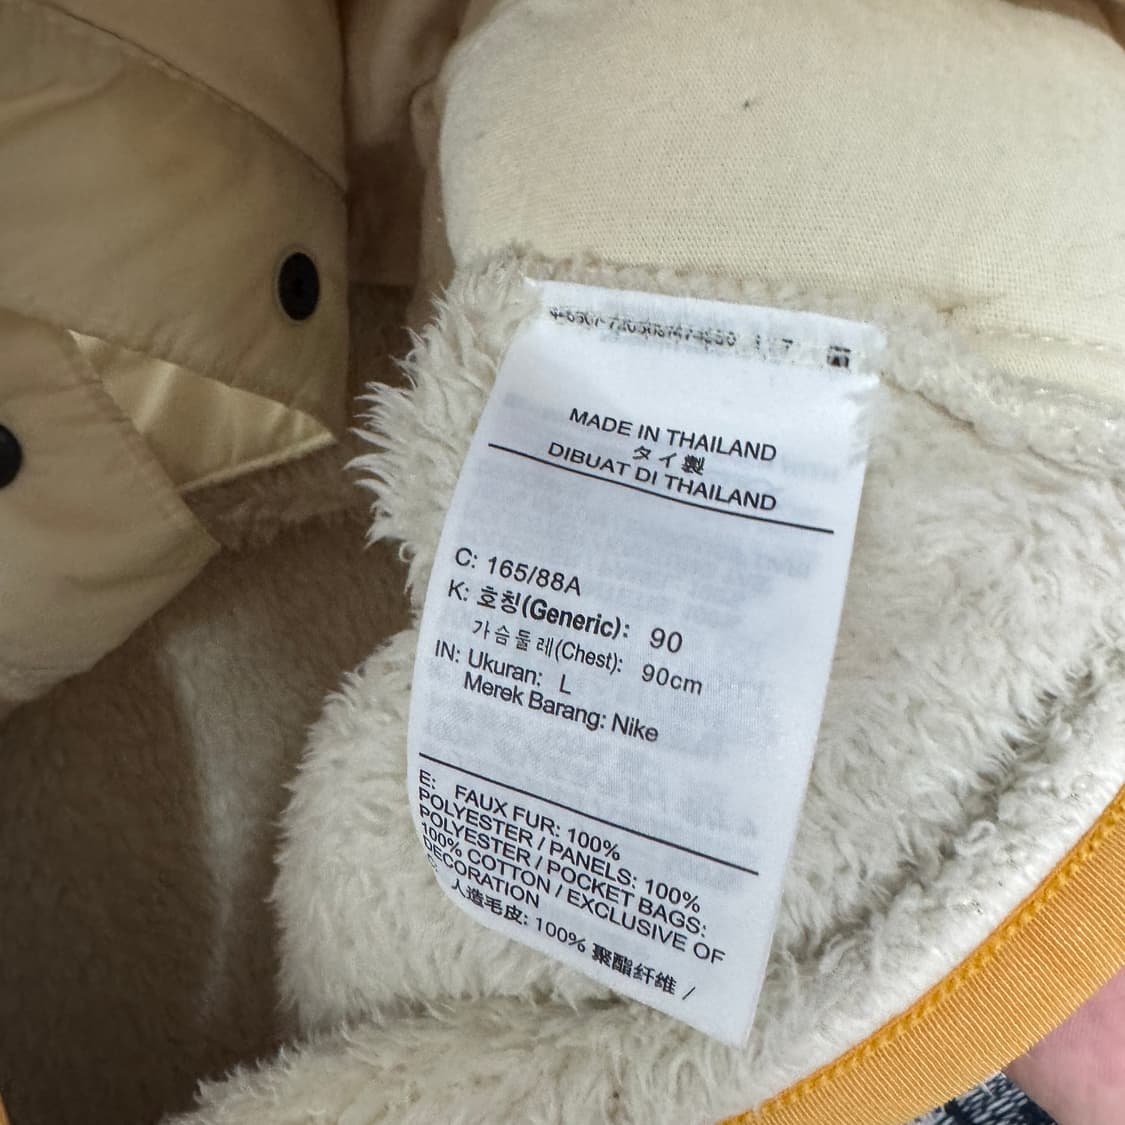 MADE IN THAILAND
タイ製
DIBUAT DI THAILAND
C: 165/88A
K: 호칭(Generic): 90
가슴둘레(Chest): 90cm
IN: Ukuran: L
Merek Barang: Nike
E: FAUX FUR: 100%
POLYESTER / PANELS: 100%
POLYESTER / POCKET BAGS:
100% COTTON / EXCLUSIVE OF
DECORATION
人造毛皮: 100% 聚酯纤维 /